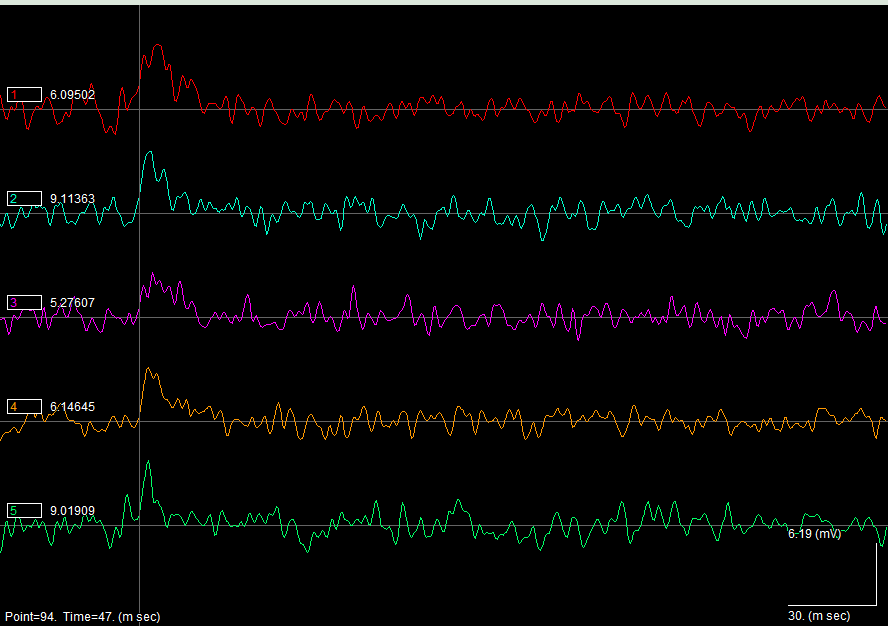 1 6.09502
2 9.11363
3 5.27607
4 6.14645
5 9.01909
6-19 (mV)
Point=94. Time=47. (m sec)
30. (m sec)